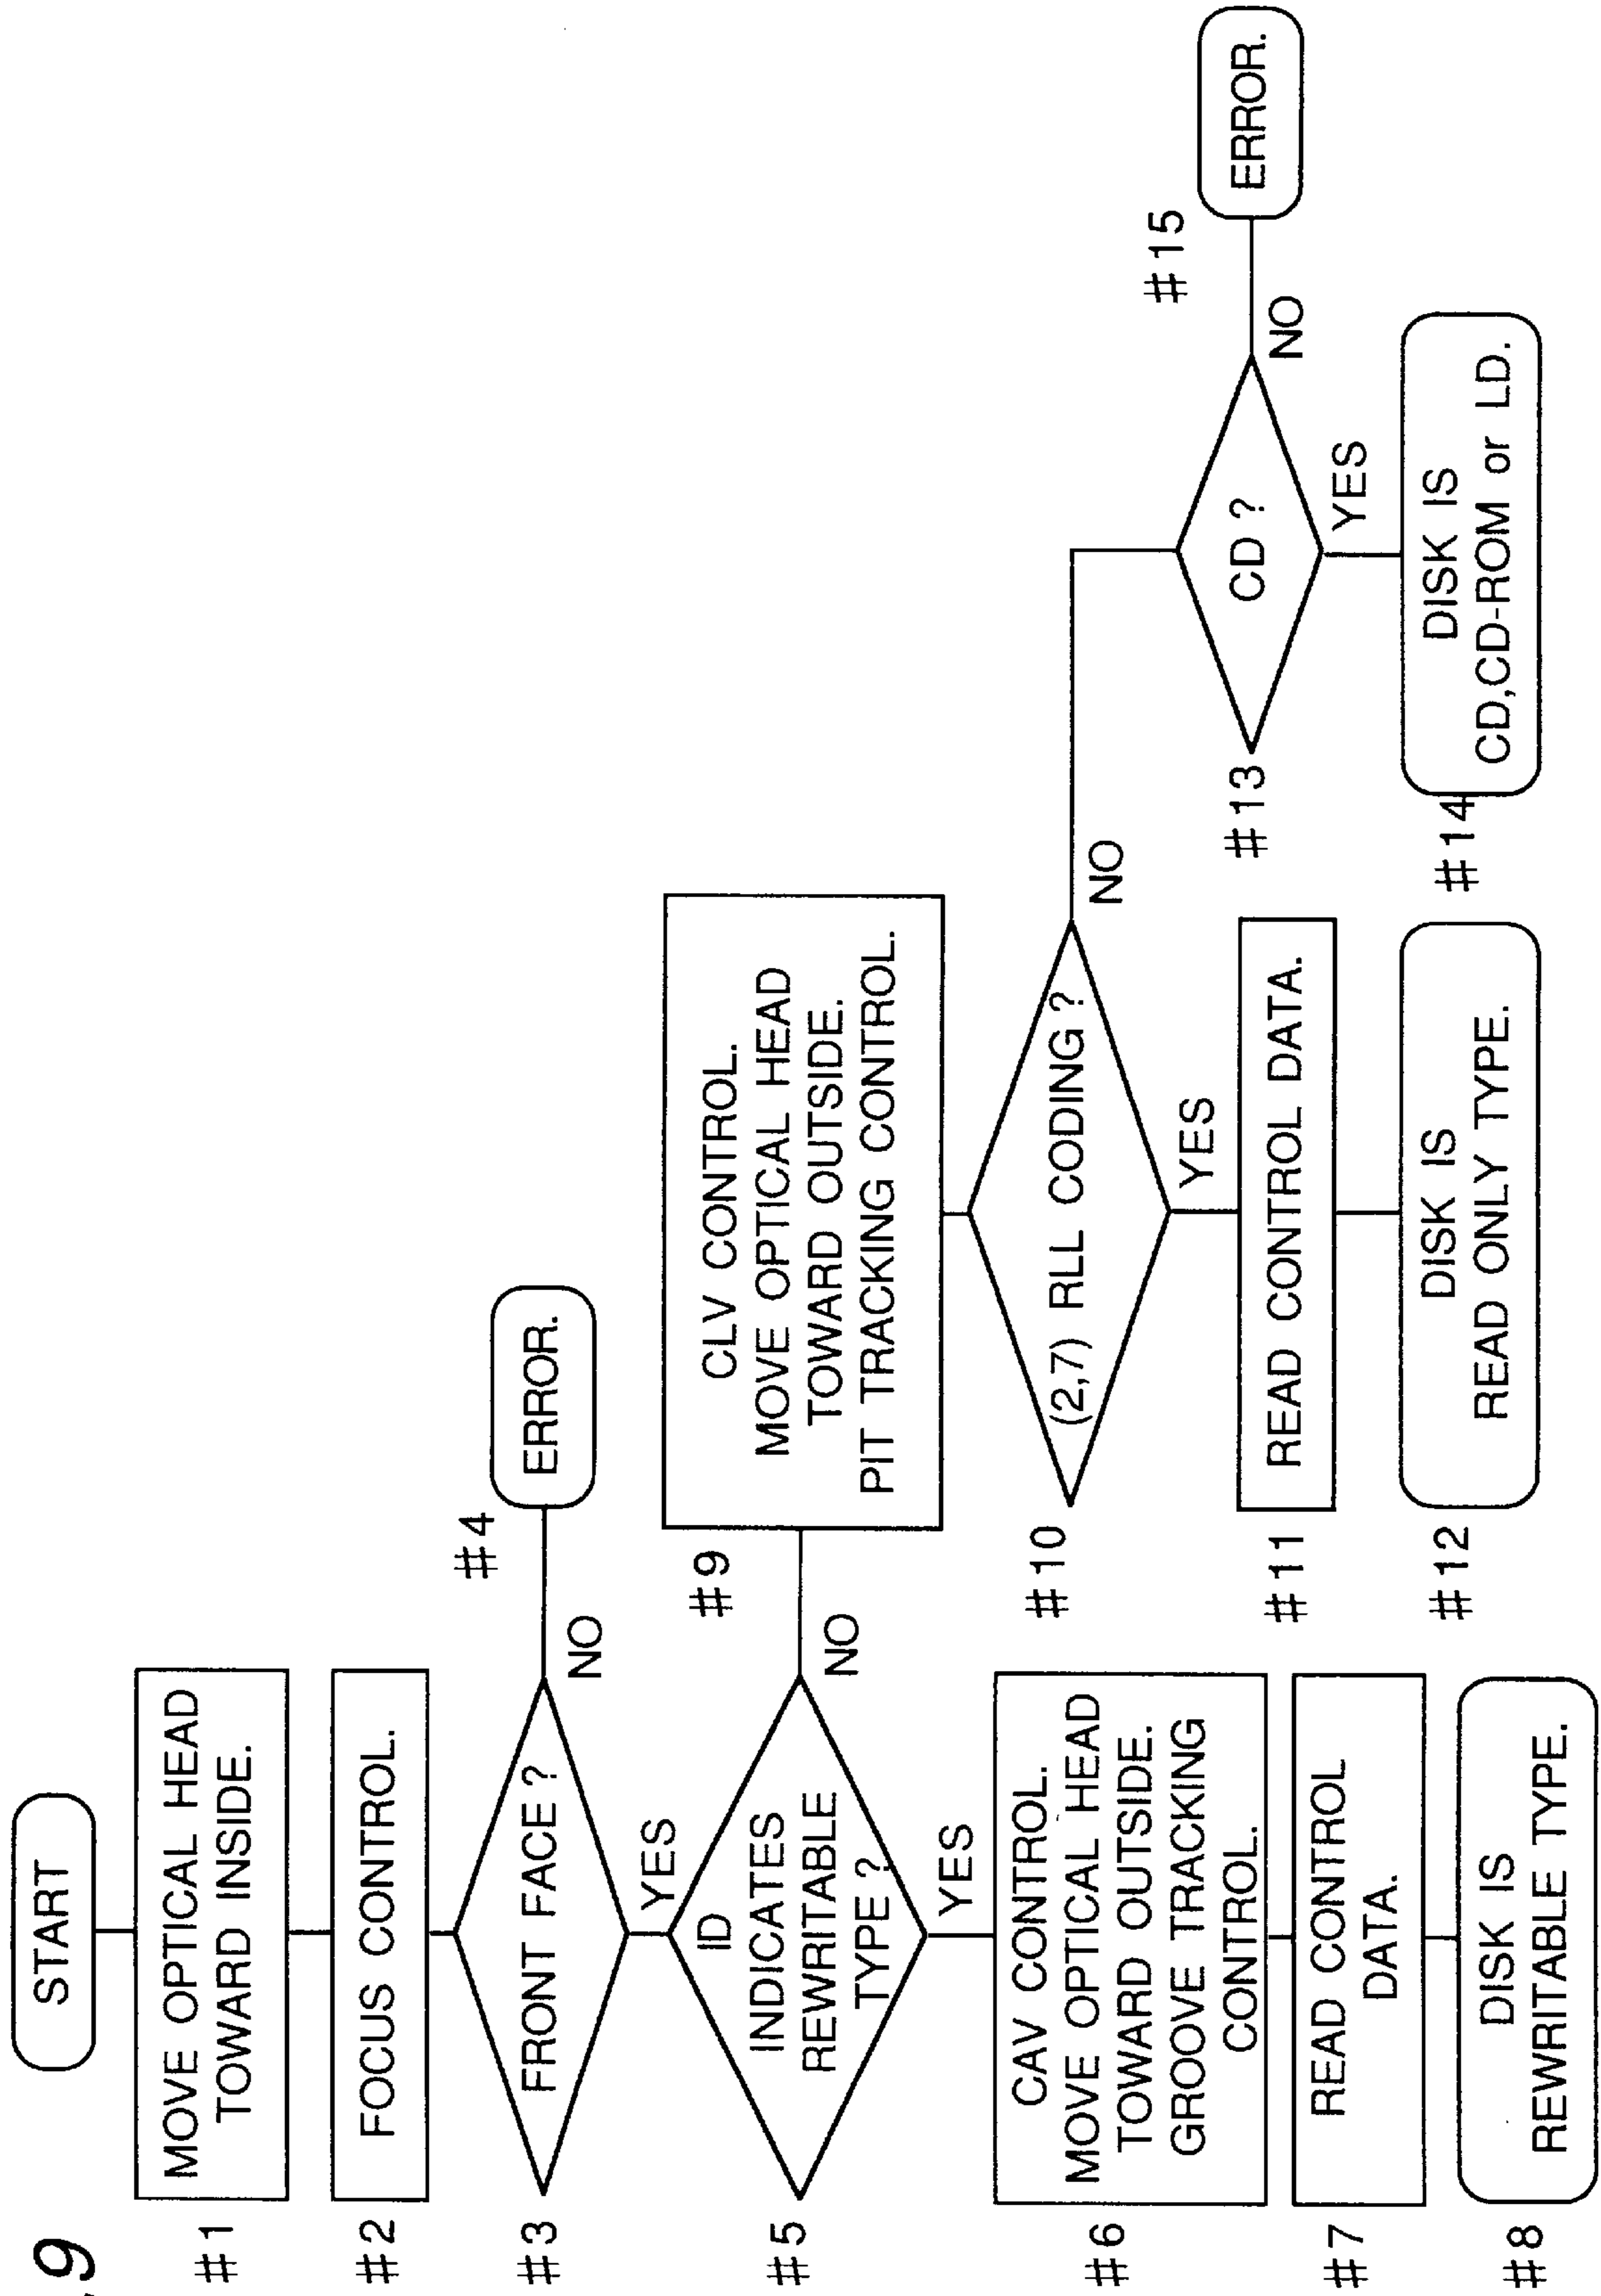 .9
START
#1
MOVE OPTICAL HEAD
TOWARD INSIDE.
#2
FOCUS CONTROL.
#3
FRONT FACE ?
NO
#4
ERROR.
YES
#5
ID
INDICATES
REWRITABLE
TYPE ?
NO
YES
#6
CAV CONTROL.
MOVE OPTICAL HEAD
TOWARD OUTSIDE.
GROOVE TRACKING
CONTROL.
#7
READ CONTROL
DATA.
#8
DISK IS
REWRITABLE TYPE.
#9
CLV CONTROL.
MOVE OPTICAL HEAD
TOWARD OUTSIDE.
PIT TRACKING CONTROL.
#10
(2,7) RLL CODING ?
NO
YES
#11
READ CONTROL DATA.
#12
DISK IS
READ ONLY TYPE.
#13
CD ?
NO
YES
#14
DISK IS
CD,CD-ROM or LD.
#15
ERROR.